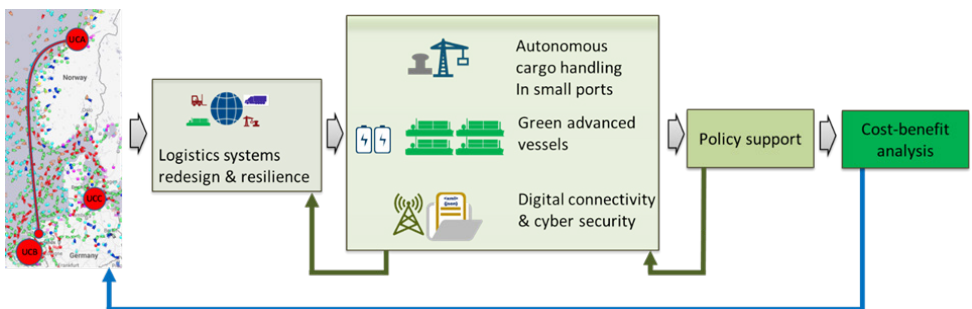 UCA
Norway
UCC
UCB
Germany
Logistics systems
redesign & resilience
Autonomous
cargo handling
In small ports
Green advanced
vessels
Digital connectivity
& cyber security
Policy support
Cost-benefit
analysis